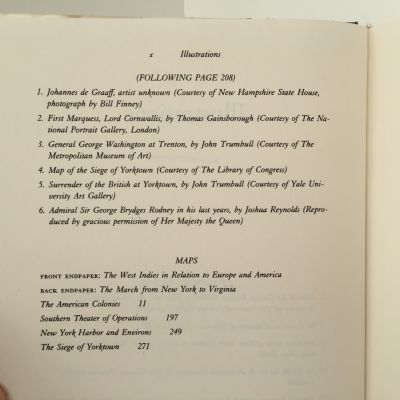 x Illustrations
(FOLLOWING PAGE 208)
1. Johannes de Graaff, artist unknown (Courtesy of New Hampshire State House,
photograph by Bill Finney)
2. First Marquess, Lord Cornwallis, by Thomas Gainsborough (Courtesy of The Na-
tional Portrait Gallery, London)
3. General George Washington at Trenton, by John Trumbull (Courtesy of The
Metropolitan Museum of Art)
4. Map of the Siege of Yorktown (Courtesy of The Library of Congress)
5. Surrender of the British at Yorktown, by John Trumbull (Courtesy of Yale Uni-
versity Art Gallery)
6. Admiral Sir George Brydges Rodney in his last years, by Joshua Reynolds (Repro-
duced by gracious permission of Her Majesty the Queen)
MAPS
FRONT ENDPAPER: The West Indies in Relation to Europe and America
BACK ENDPAPER: The March from New York to Virginia
The American Colonies 11
Southern Theater of Operations 197
New York Harbor and Environs 249
The Siege of Yorktown 271